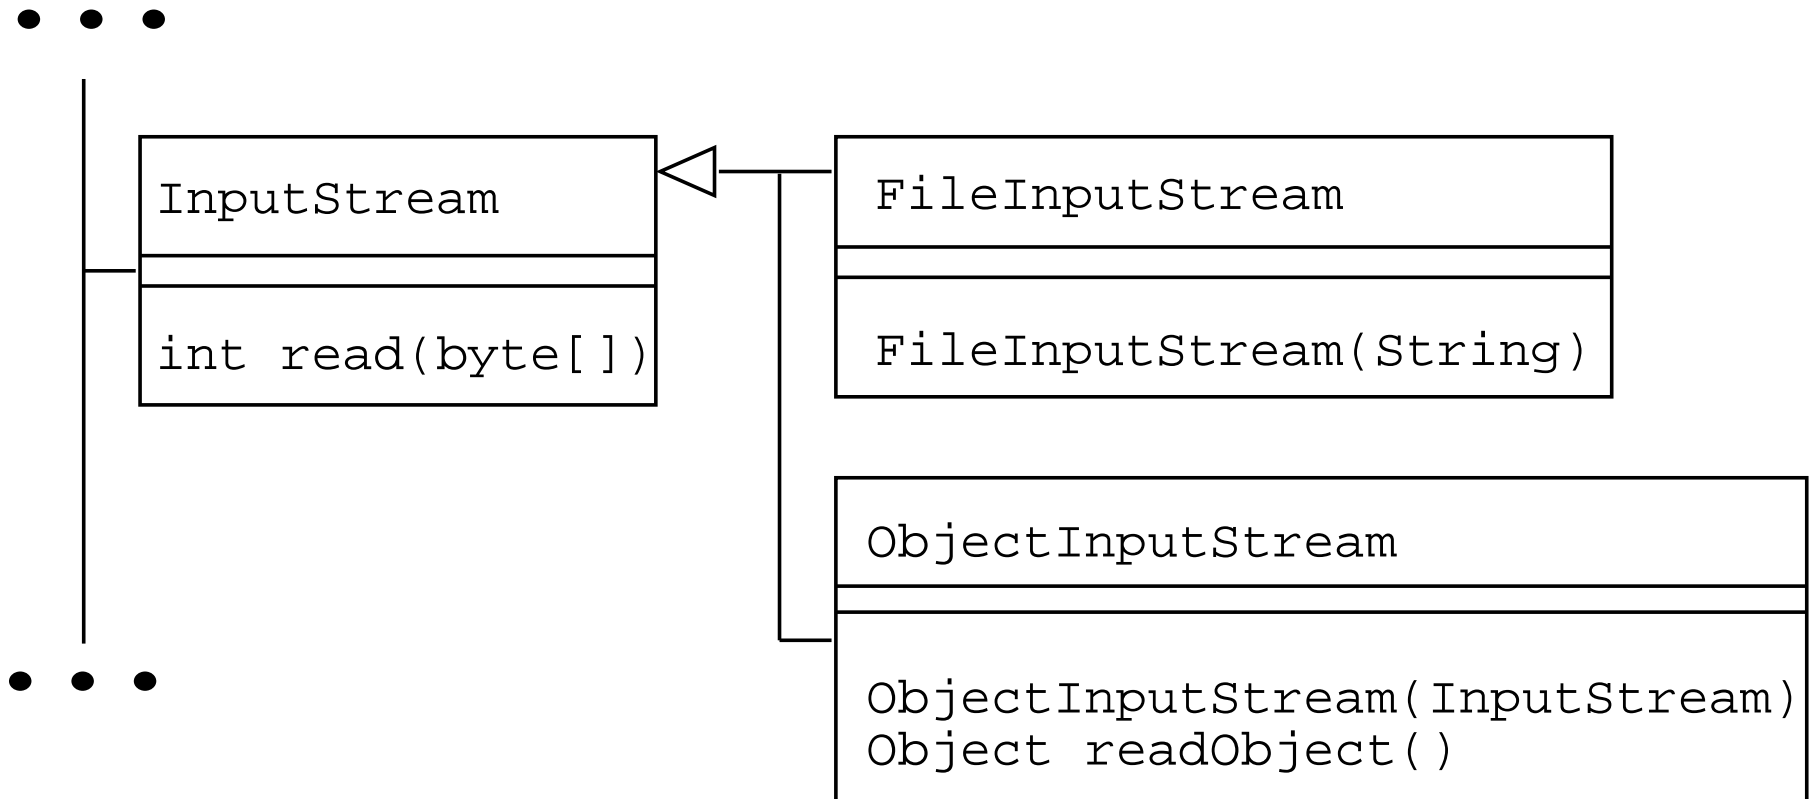 InputStream
int read(byte[])
FileInputStream
FileInputStream(String)
ObjectInputStream
ObjectInputStream(InputStream)
Object readObject()